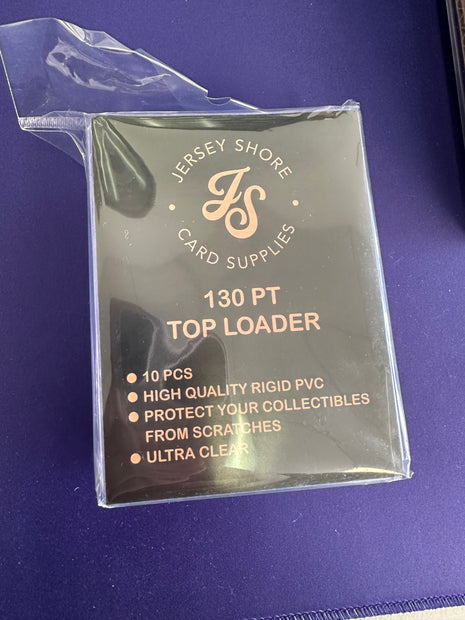 JERSEY SHORE
JS
CARD SUPPLIES
130 PT
TOP LOADER
● 10 PCS
● HIGH QUALITY RIGID PVC
● PROTECT YOUR COLLECTIBLES
FROM SCRATCHES
● ULTRA CLEAR